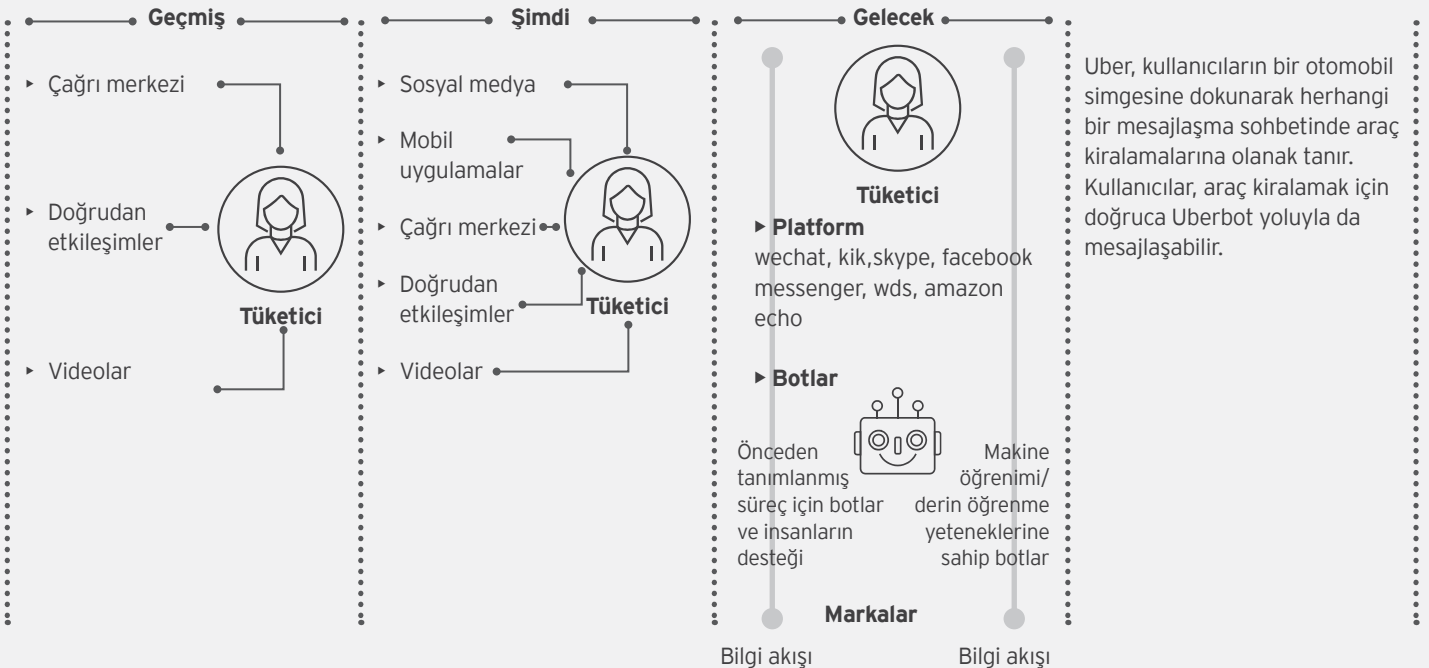 Geçmiş
Çağrı merkezi
Doğrudan
etkileşimler
Tüketici
Videolar
Şimdi
Sosyal medya
Mobil
uygulamalar
Çağrı merkezi
Doğrudan
etkileşimler
Tüketici
Videolar
Gelecek
Tüketici
Platform
wechat, kik,skype, facebook
messenger, wds, amazon
echo
Botlar
Önceden
tanımlanmış
süreç için botlar
ve insanların
desteği
Makine
öğrenimi/
derin öğrenme
yeteneklerine
sahip botlar
Markalar
Bilgi akışı
Bilgi akışı
Uber, kullanıcıların bir otomobil
simgesine dokunarak herhangi
bir mesajlaşma sohbetinde araç
kiralamalarına olanak tanır.
Kullanıcılar, araç kiralamak için
doğruca Uberbot yoluyla da
mesajlaşabilir.